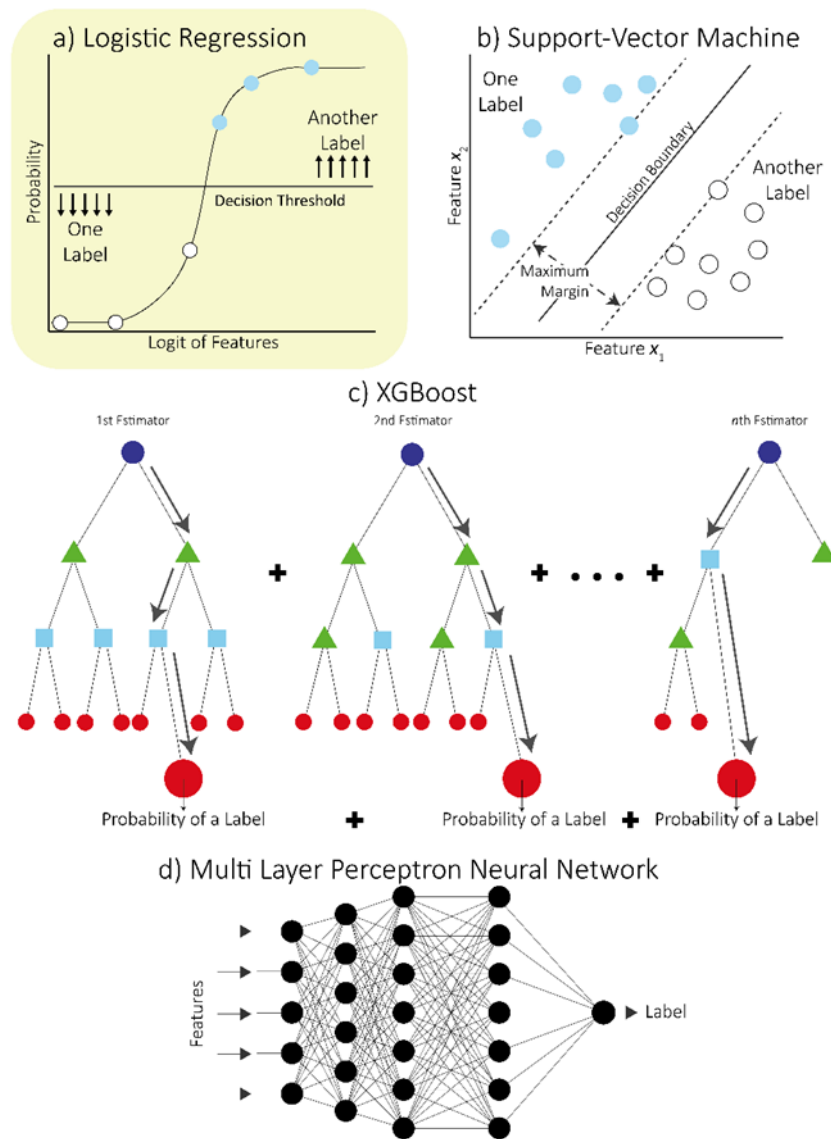 a) Logistic Regression
Probability
Another
Label
Decision Threshold
One
Label
Logit of Features
b) Support-Vector Machine
One
Label
Feature x2
Decision Boundary
Another
Label
Maximum
Margin
Feature x1
c) XGBoost
1st Estimator
2nd Estimator
nth Estimator
+ + • • • +
Probability of a Label + Probability of a Label + Probability of a Label
d) Multi Layer Perceptron Neural Network
Features
Label